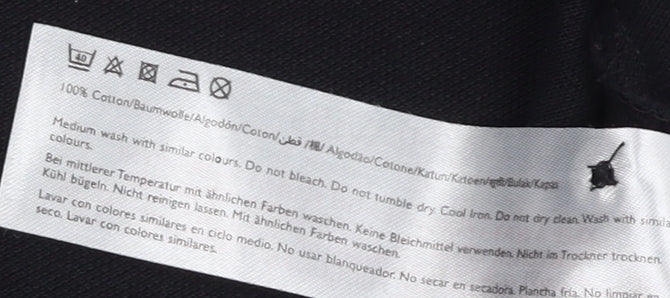 40
100% Cotton/Baumwolle/Algodón/Coton/قطن/棉/Algodão/Cotone/Katun/Katoen/सूती/Bulak/Kapas
Medium wash with similar colours. Do not bleach. Do not tumble dry. Cool Iron. Do not dry clean. Wash with simila
colours.
Bei mittlerer Temperatur mit ähnlichen Farben waschen. Keine Bleichmittel verwenden. Nicht im Trockner trocknen.
Kühl bügeln. Nicht reinigen lassen. Mit ähnlichen Farben waschen.
Lavar con colores similares en ciclo medio. No usar blanqueador. No secar en secadora. Plancha fría. No limpiar en
seco. Lavar con colores similares.